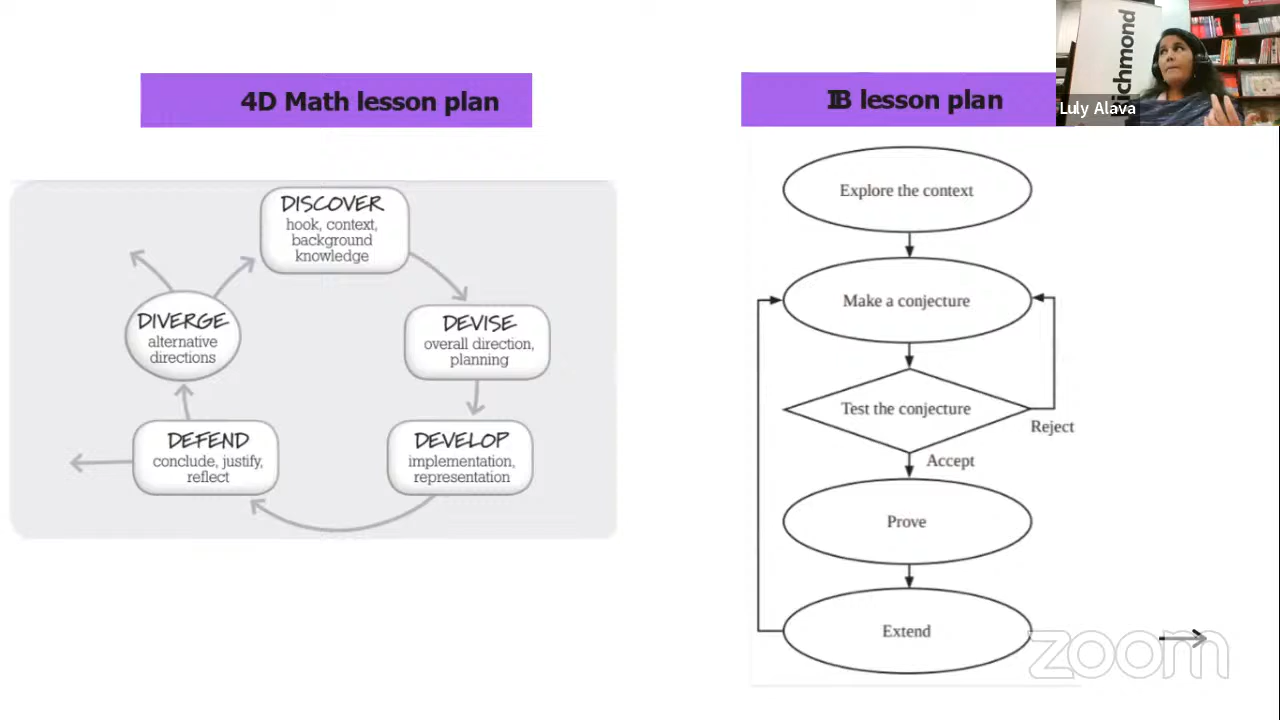 4D Math lesson plan
DISCOVER
hook, context,
background
knowledge
DEVISE
overall direction,
planning
DEVELOP
implementation,
representation
DEFEND
conclude, justify,
reflect
DIVERGE
alternative
directions
IB lesson plan
Explore the context
Make a conjecture
Test the conjecture
Reject
Accept
Prove
Extend
ichmond
Luly Alava
zoom